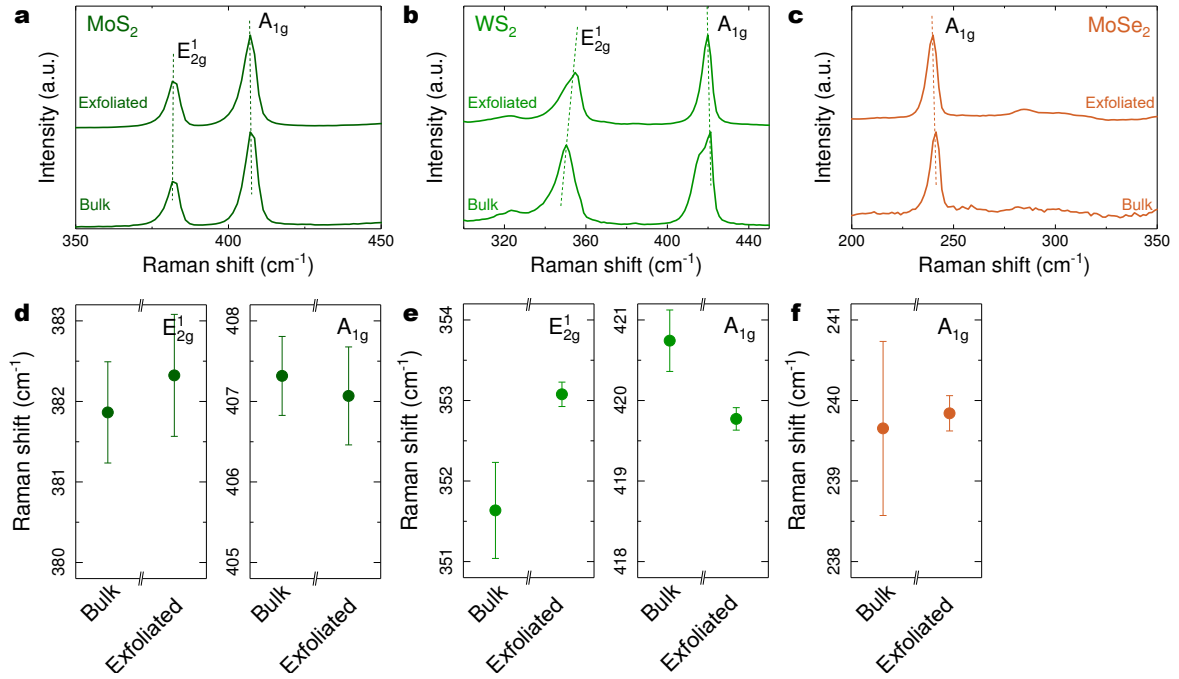 a
MoS2
E12g
A1g
Exfoliated
Bulk
Intensity (a.u.)
350 400 450
Raman shift (cm-1)
b
WS2
E12g
A1g
Exfoliated
Bulk
Intensity (a.u.)
320 360 400 440
Raman shift (cm-1)
c
MoSe2
A1g
Exfoliated
Bulk
Intensity (a.u.)
200 250 300 350
Raman shift (cm-1)
d
E12g
Raman shift (cm-1)
383
382
381
380
Bulk
Exfoliated
A1g
408
407
406
405
Bulk
Exfoliated
e
E12g
Raman shift (cm-1)
354
353
352
351
Bulk
Exfoliated
A1g
421
420
419
418
Bulk
Exfoliated
f
A1g
Raman shift (cm-1)
241
240
239
238
Bulk
Exfoliated